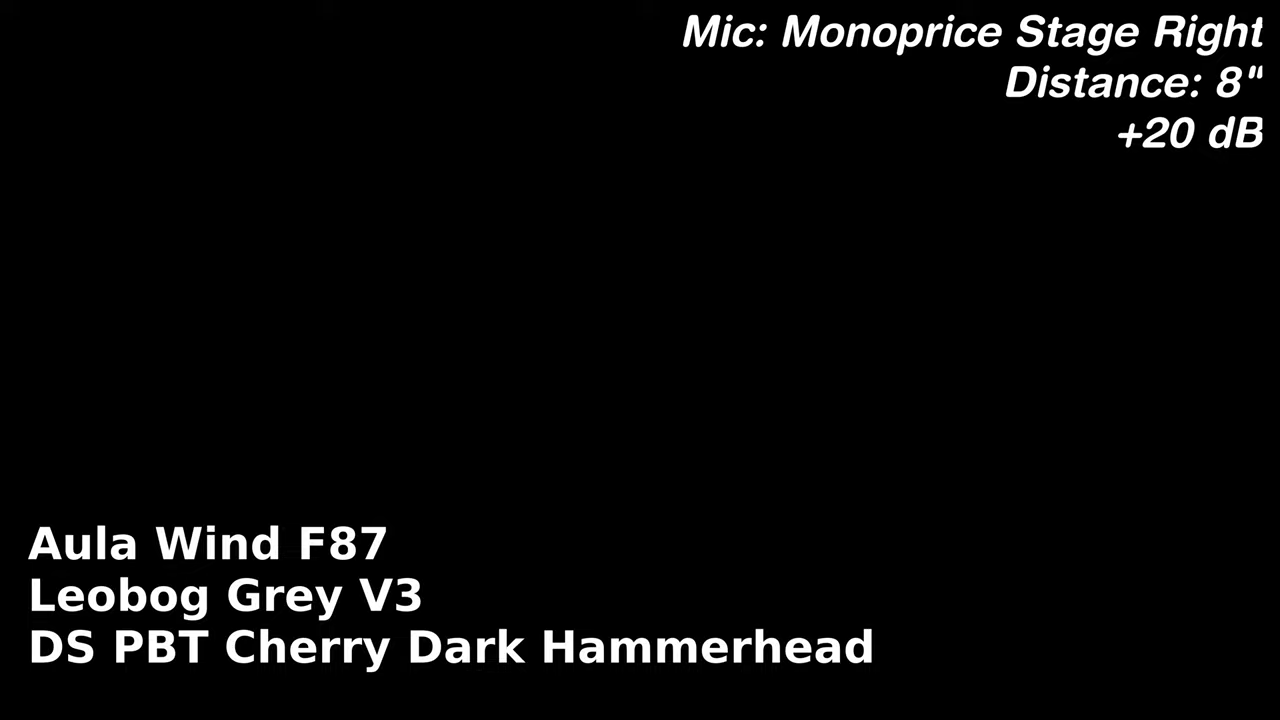 Mic: Monoprice Stage Right
Distance: 8"
+20 dB
Aula Wind F87
Leobog Grey V3
DS PBT Cherry Dark Hammerhead